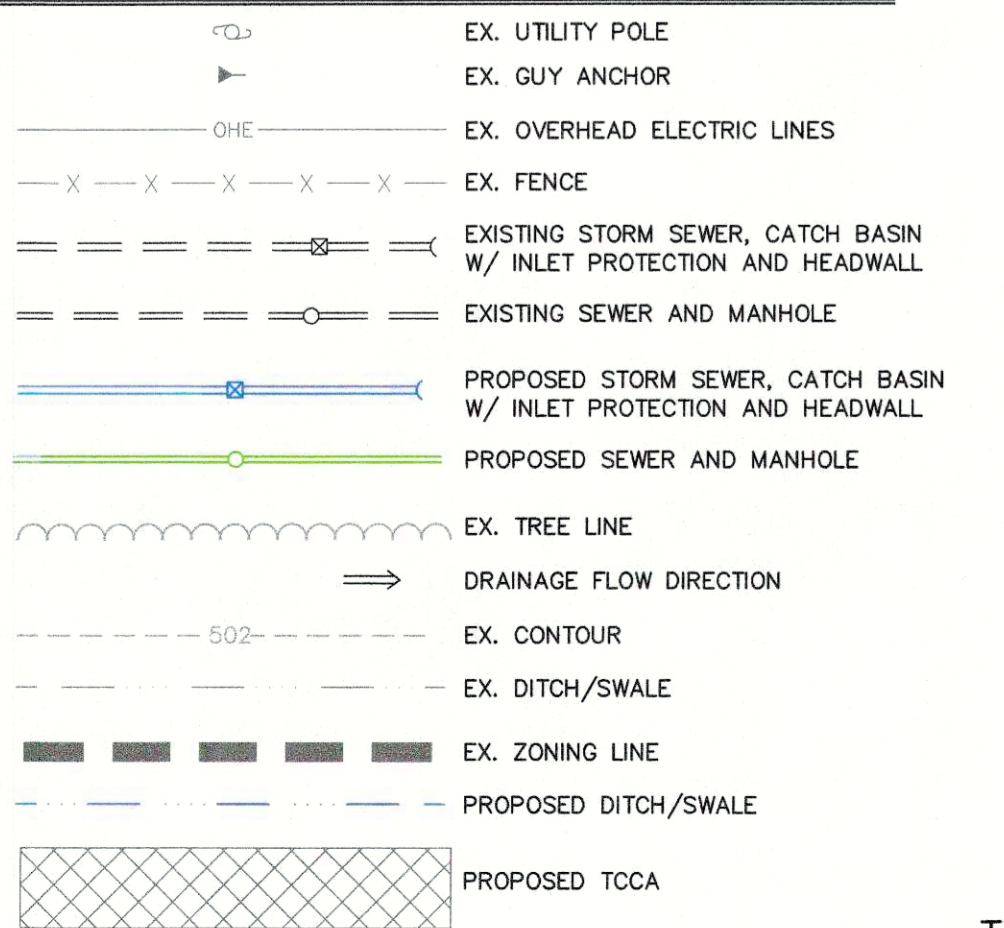 EX. UTILITY POLE
EX. GUY ANCHOR
OHE EX. OVERHEAD ELECTRIC LINES
X X X X X EX. FENCE
EXISTING STORM SEWER, CATCH BASIN
W/ INLET PROTECTION AND HEADWALL
EXISTING SEWER AND MANHOLE
PROPOSED STORM SEWER, CATCH BASIN
W/ INLET PROTECTION AND HEADWALL
PROPOSED SEWER AND MANHOLE
EX. TREE LINE
DRAINAGE FLOW DIRECTION
502 EX. CONTOUR
EX. DITCH/SWALE
EX. ZONING LINE
PROPOSED DITCH/SWALE
PROPOSED TCCA